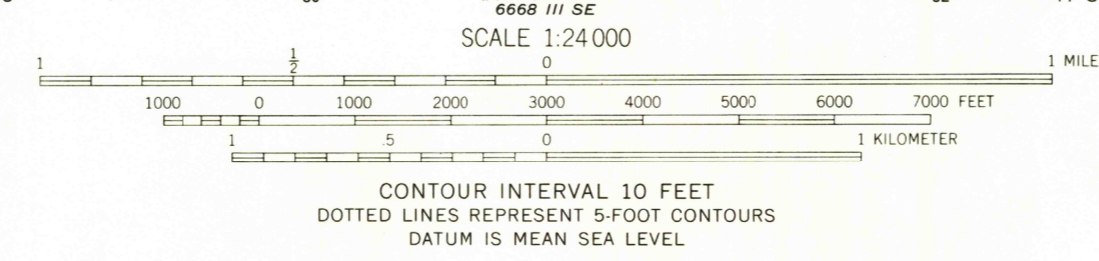 6668 III SE
SCALE 1:24 000
1 1/2 0 1 MILE
1000 0 1000 2000 3000 4000 5000 6000 7000 FEET
1 .5 0 1 KILOMETER
CONTOUR INTERVAL 10 FEET
DOTTED LINES REPRESENT 5-FOOT CONTOURS
DATUM IS MEAN SEA LEVEL